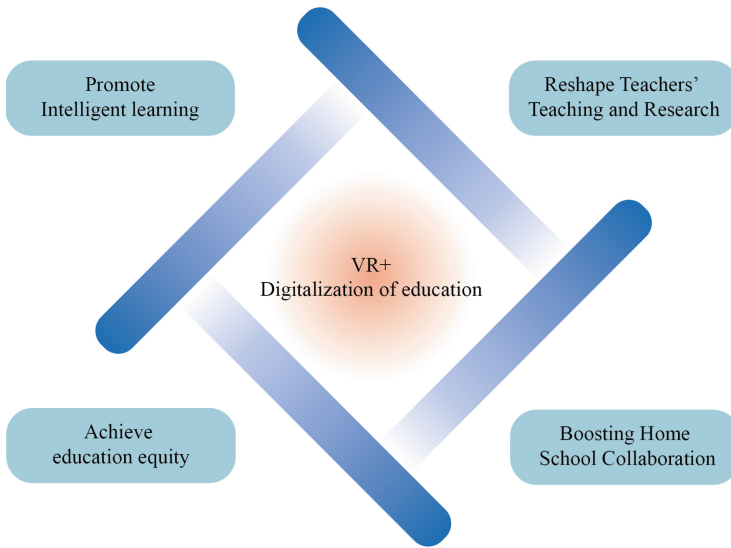 Promote
Intelligent learning
Reshape Teachers’
Teaching and Research
VR+
Digitalization of education
Achieve
education equity
Boosting Home
School Collaboration